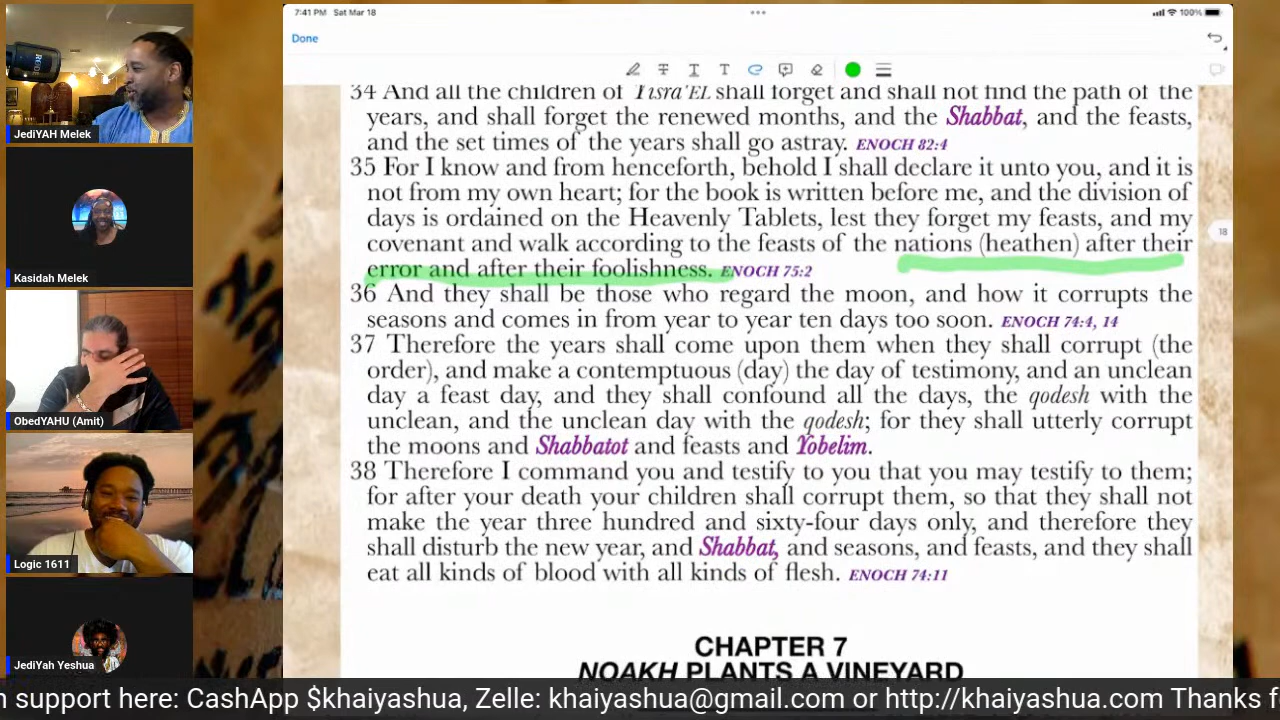 7:41 PM Sat Mar 18
100%
Done
T T T
34 And all the children of Yisra'EL shall forget and shall not find the path of the
years, and shall forget the renewed months, and the Shabbat, and the feasts,
and the set times of the years shall go astray. ENOCH 82:4
35 For I know and from henceforth, behold I shall declare it unto you, and it is
not from my own heart; for the book is written before me, and the division of
days is ordained on the Heavenly Tablets, lest they forget my feasts, and my
covenant and walk according to the feasts of the nations (heathen) after their
error and after their foolishness. ENOCH 75:2
36 And they shall be those who regard the moon, and how it corrupts the
seasons and comes in from year to year ten days too soon. ENOCH 74:4, 14
37 Therefore the years shall come upon them when they shall corrupt (the
order), and make a contemptuous (day) the day of testimony, and an unclean
day a feast day, and they shall confound all the days, the qodesh with the
unclean, and the unclean day with the qodesh; for they shall utterly corrupt
the moons and Shabbatot and feasts and Yobelim.
38 Therefore I command you and testify to you that you may testify to them;
for after your death your children shall corrupt them, so that they shall not
make the year three hundred and sixty-four days only, and therefore they
shall disturb the new year, and Shabbat, and seasons, and feasts, and they shall
eat all kinds of blood with all kinds of flesh. ENOCH 74:11
CHAPTER 7
NOAKH PLANTS A VINEYARD
18
JediYAH Melek
Kasidah Melek
ObedYAHU (Amit)
Logic 1611
JediYah Yeshua
n support here: CashApp $khaiyashua, Zelle: khaiyashua@gmail.com or http://khaiyashua.com Thanks f